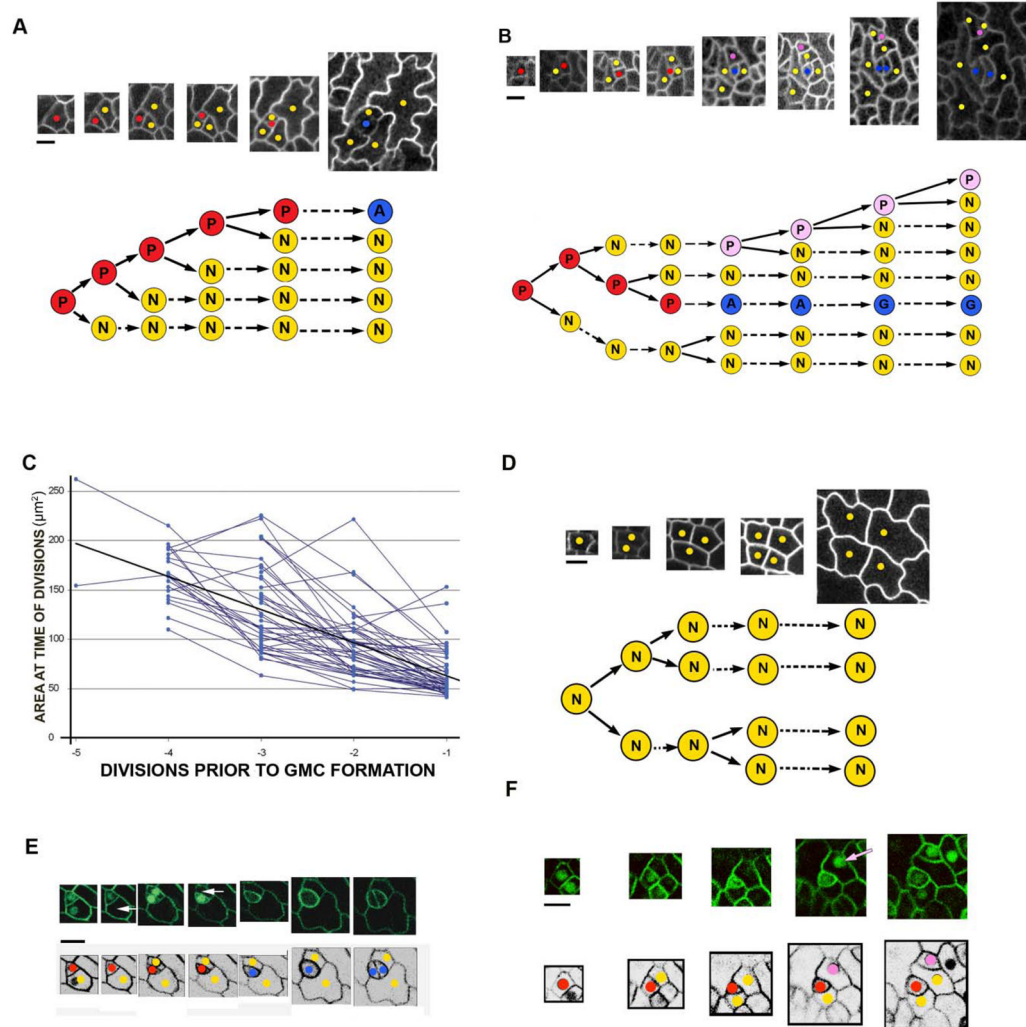 A
P P A
P N N
P N N N
P N N N N
P N N N N N
B
P
P N
P N N
N N P N N N
P
P N N N N N
P P A A G G
N N N N N
N N N N N N
C
AREA AT TIME OF DIVISIONS (µm²)
250
200
150
100
50
0
-5 -4 -3 -2 -1
DIVISIONS PRIOR TO GMC FORMATION
D
N N N
N N N N
N
N N
N N N N
E
F